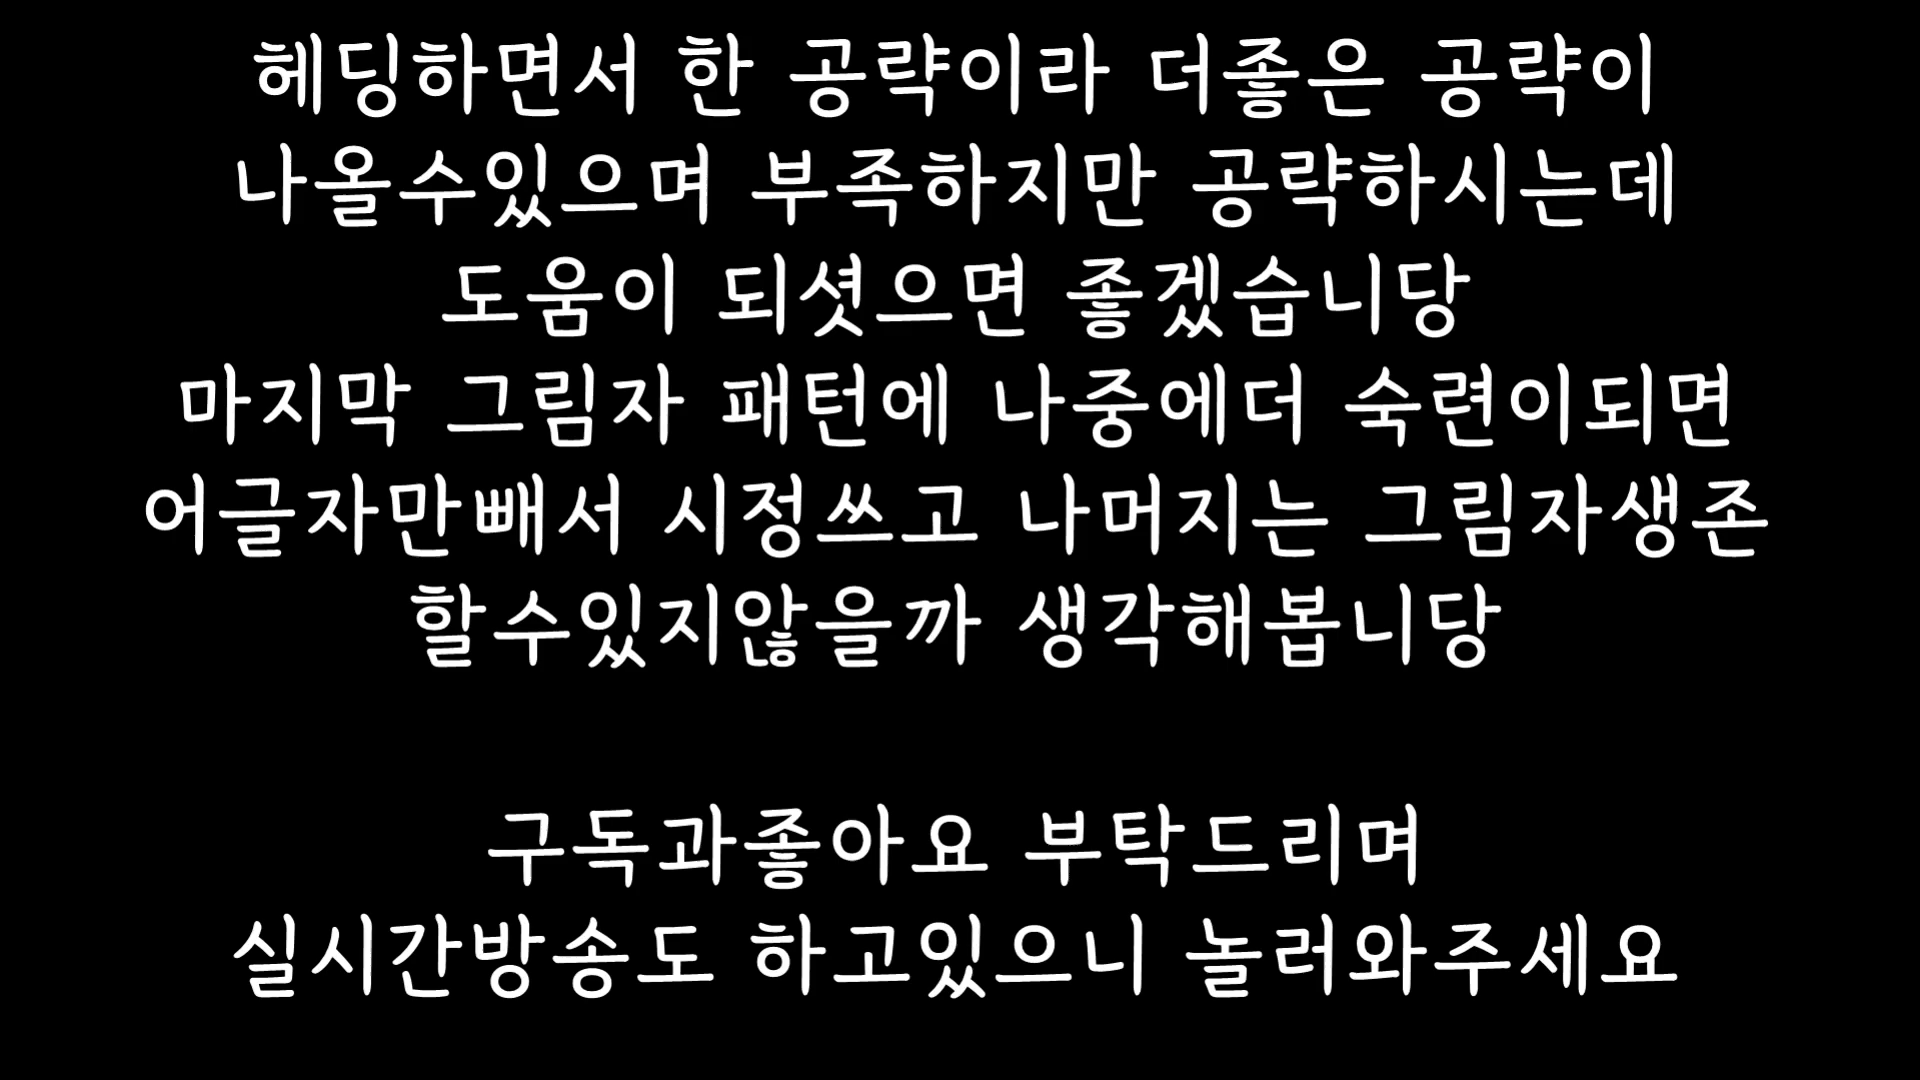 헤딩하면서 한 공략이라 더좋은 공략이
나올수있으며 부족하지만 공략하시는데
도움이 되셧으면 좋겠습니당
마지막 그림자 패턴에 나중에더 숙련이되면
어글자만빼서 시정쓰고 나머지는 그림자생존
할수있지않을까 생각해봅니당
구독과좋아요 부탁드리며
실시간방송도 하고있으니 놀러와주세요